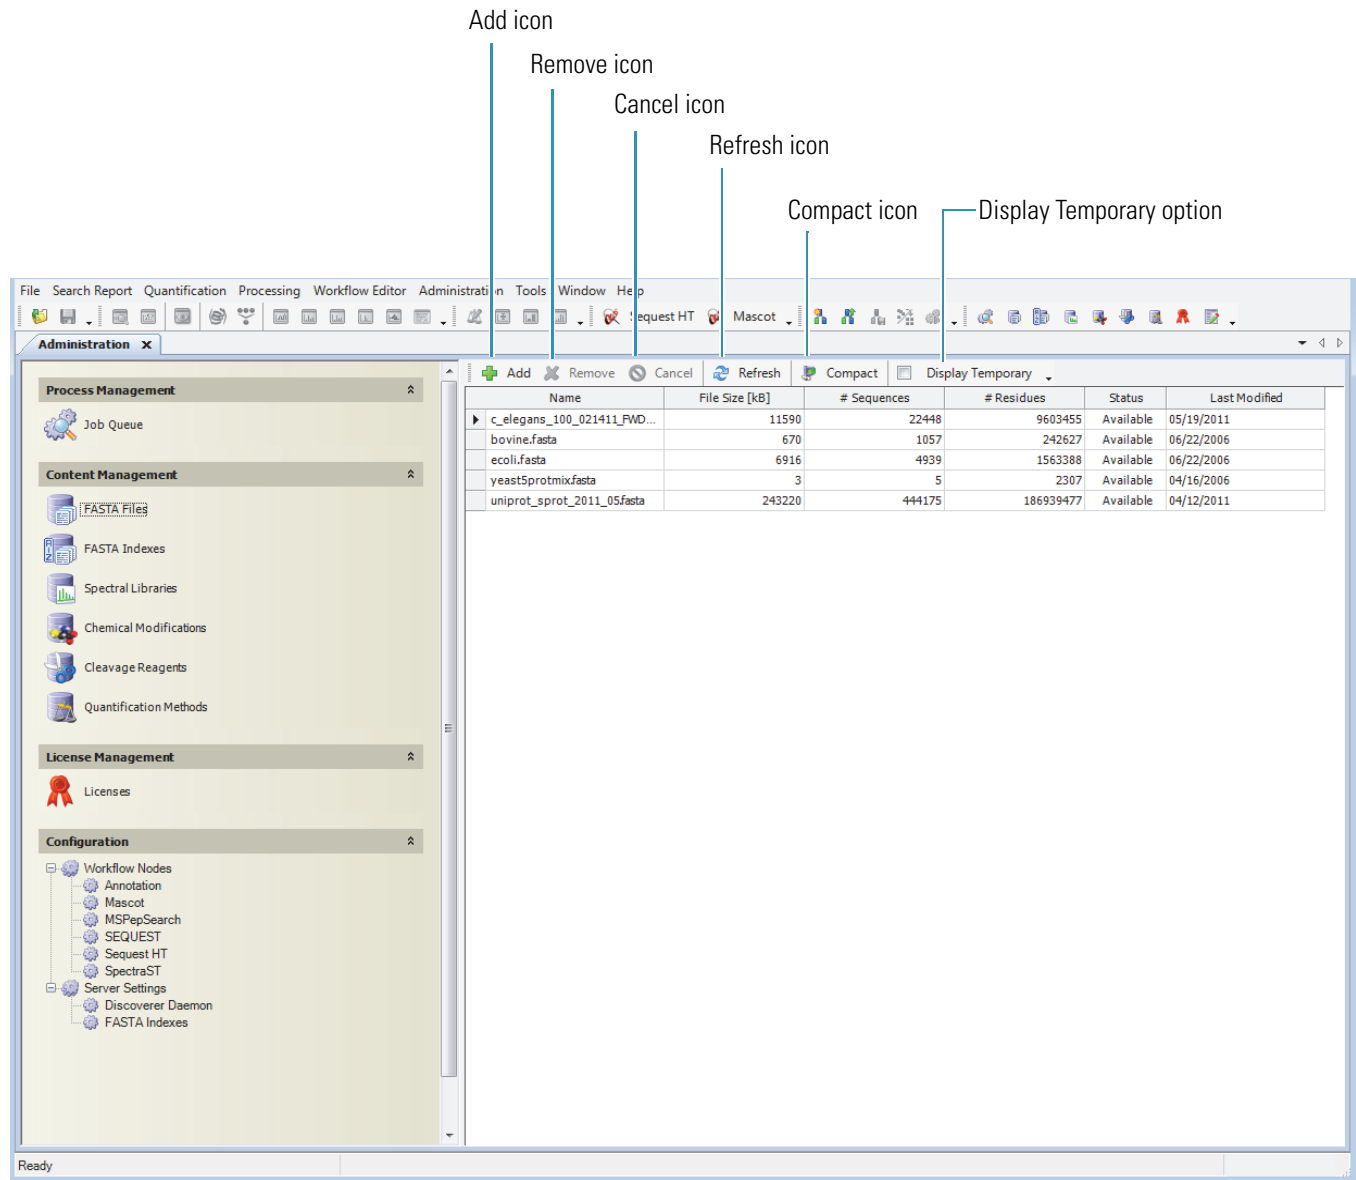 Add icon
Remove icon
Cancel icon
Refresh icon
Compact icon
Display Temporary option
File Search Report Quantification Processing Workflow Editor Administration Tools Window Help
Sequest HT Mascot
Administration x
Process Management
Job Queue
Content Management
FASTA Files
FASTA Indexes
Spectral Libraries
Chemical Modifications
Cleavage Reagents
Quantification Methods
License Management
Licenses
Configuration
Workflow Nodes
Annotation
Mascot
MSPepSearch
SEQUEST
Sequest HT
SpectraST
Server Settings
Discoverer Daemon
FASTA Indexes
Add Remove Cancel Refresh Compact Display Temporary
Name File Size [kB] # Sequences # Residues Status Last Modified
c_elegans_100_021411_FWD... 11590 22448 9603455 Available 05/19/2011
bovine.fasta 670 1057 242627 Available 06/22/2006
ecoli.fasta 6916 4939 1563388 Available 06/22/2006
yeast5protmix.fasta 3 5 2307 Available 04/16/2006
uniprot_sprot_2011_05.fasta 243220 444175 186939477 Available 04/12/2011
Ready